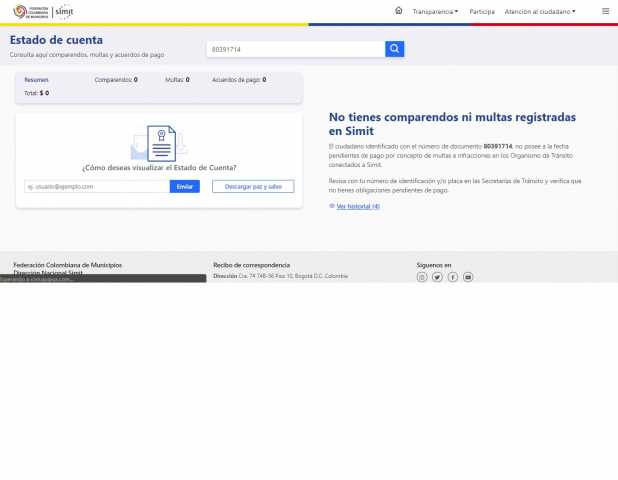 FEDERACIÓN
COLOMBIANA
DE MUNICIPIOS
simit
Transparencia
Participa
Atención al ciudadano
Estado de cuenta
Consulta aquí comparendos, multas y acuerdos de pago
80391714
Resumen
Comparendos: 0
Multas: 0
Acuerdos de pago: 0
Total: $ 0
¿Cómo deseas visualizar el Estado de Cuenta?
ej. usuario@ejemplo.com
Enviar
Descargar paz y salvo
No tienes comparendos ni multas registradas
en Simit
El ciudadano identificado con el número de documento 80391714, no posee a la fecha
pendientes de pago por concepto de multas e infracciones en los Organismo de Tránsito
conectados a Simit.
Revisa con tu número de identificación y/o placa en las Secretarías de Tránsito y verifica que
no tienes obligaciones pendientes de pago.
Ver historial (4)
Federación Colombiana de Municipios
Dirección Nacional Simit
Recibo de correspondencia
Dirección Cra. 74 74B-56 Piso 10, Bogotá D.C. Colombia
Síguenos en